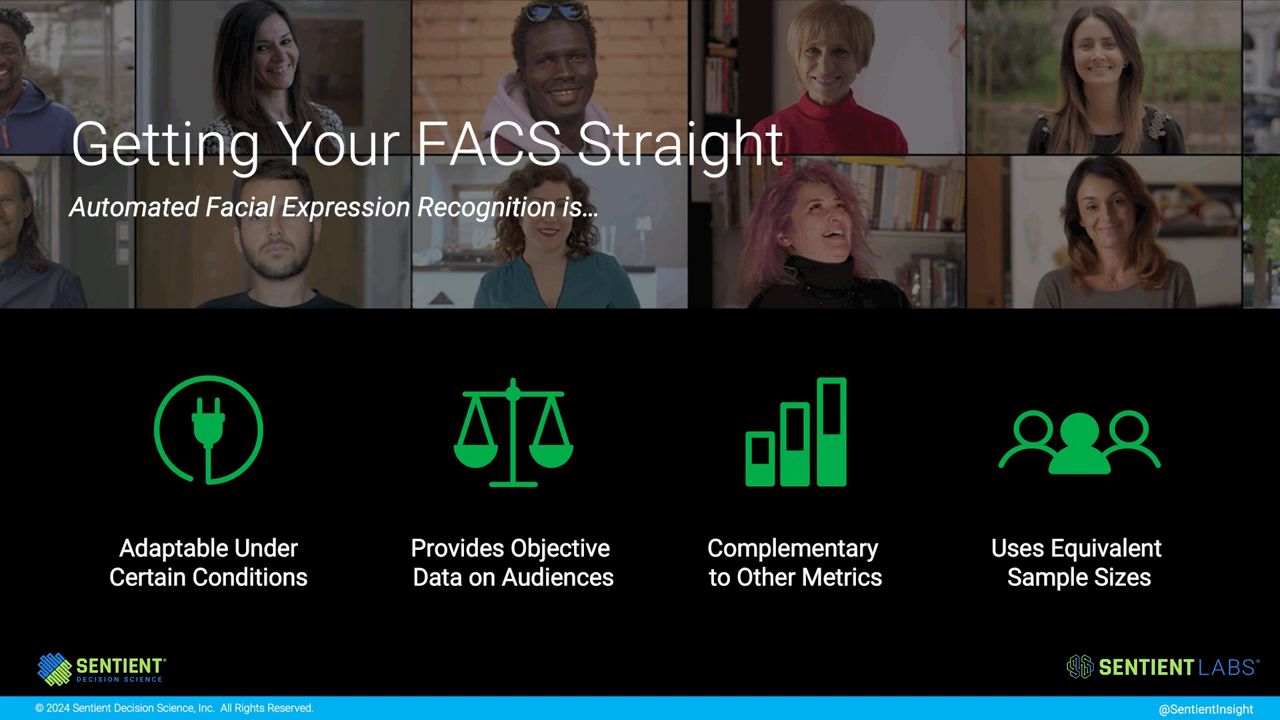 Getting Your FACS Straight
Automated Facial Expression Recognition is...
Adaptable Under
Certain Conditions
Provides Objective
Data on Audiences
Complementary
to Other Metrics
Uses Equivalent
Sample Sizes
SENTIENT®
DECISION SCIENCE
SENTIENT LABS®
© 2024 Sentient Decision Science, Inc. All Rights Reserved.
@SentientInsight